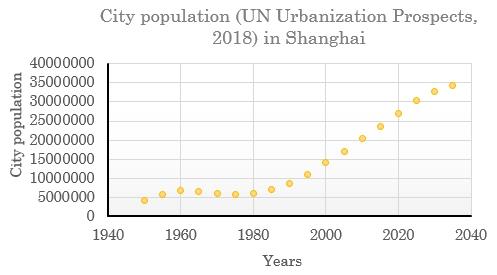 City population (UN Urbanization Prospects,
2018) in Shanghai
City population
40000000
35000000
30000000
25000000
20000000
15000000
10000000
5000000
0
1940 1960 1980 2000 2020 2040
Years